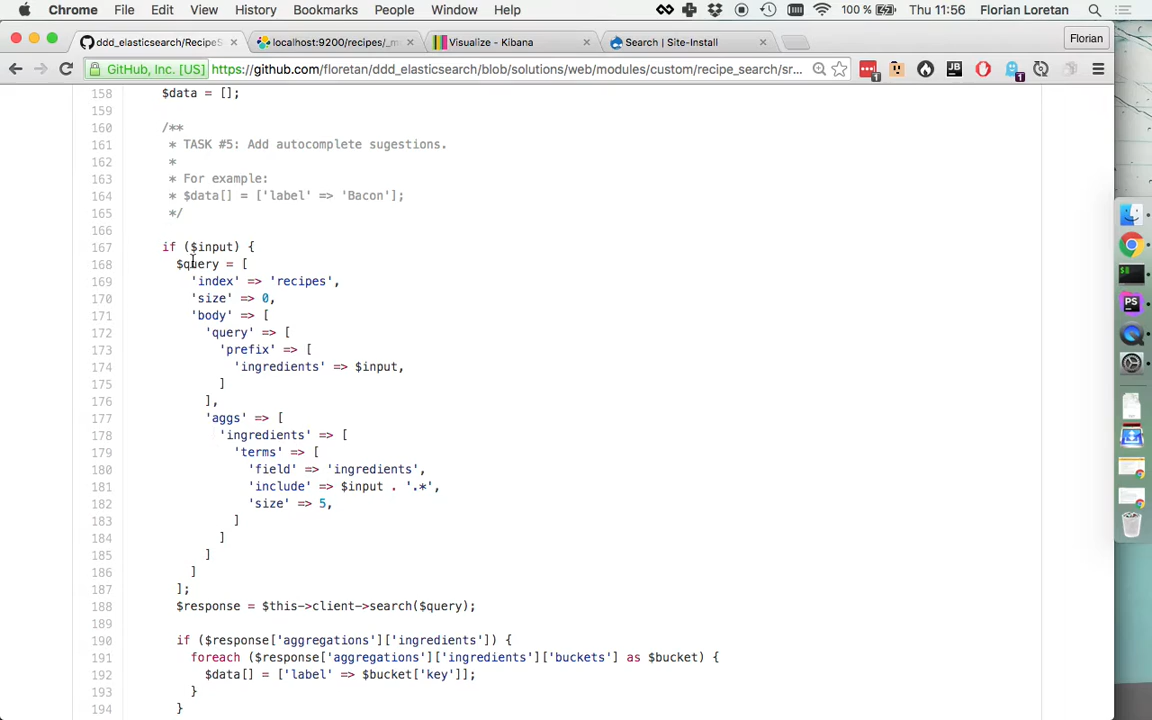 Chrome File Edit View History Bookmarks People Window Help 100 % Thu 11:56 Florian Loretan
ddd_elasticsearch/RecipeS localhost:9200/recipes/_m Visualize - Kibana Search | Site-Install Florian
GitHub, Inc. [US] https://github.com/floretan/ddd_elasticsearch/blob/solutions/web/modules/custom/recipe_search/sr...
158 $data = [];
159
160 /**
161 * TASK #5: Add autocomplete sugestions.
162 *
163 * For example:
164 * $data[] = ['label' => 'Bacon'];
165 */
166
167 if ($input) {
168 $query = [
169 'index' => 'recipes',
170 'size' => 0,
171 'body' => [
172 'query' => [
173 'prefix' => [
174 'ingredients' => $input,
175 ]
176 ],
177 'aggs' => [
178 'ingredients' => [
179 'terms' => [
180 'field' => 'ingredients',
181 'include' => $input . '.*',
182 'size' => 5,
183 ]
184 ]
185 ]
186 ]
187 ];
188 $response = $this->client->search($query);
189
190 if ($response['aggregations']['ingredients']) {
191 foreach ($response['aggregations']['ingredients']['buckets'] as $bucket) {
192 $data[] = ['label' => $bucket['key']];
193 }
194 }